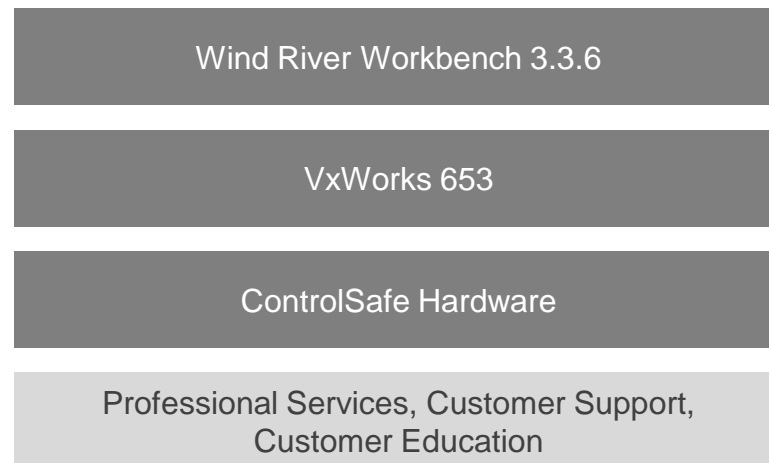 Wind River Workbench 3.3.6
VxWorks 653
ControlSafe Hardware
Professional Services, Customer Support,
Customer Education